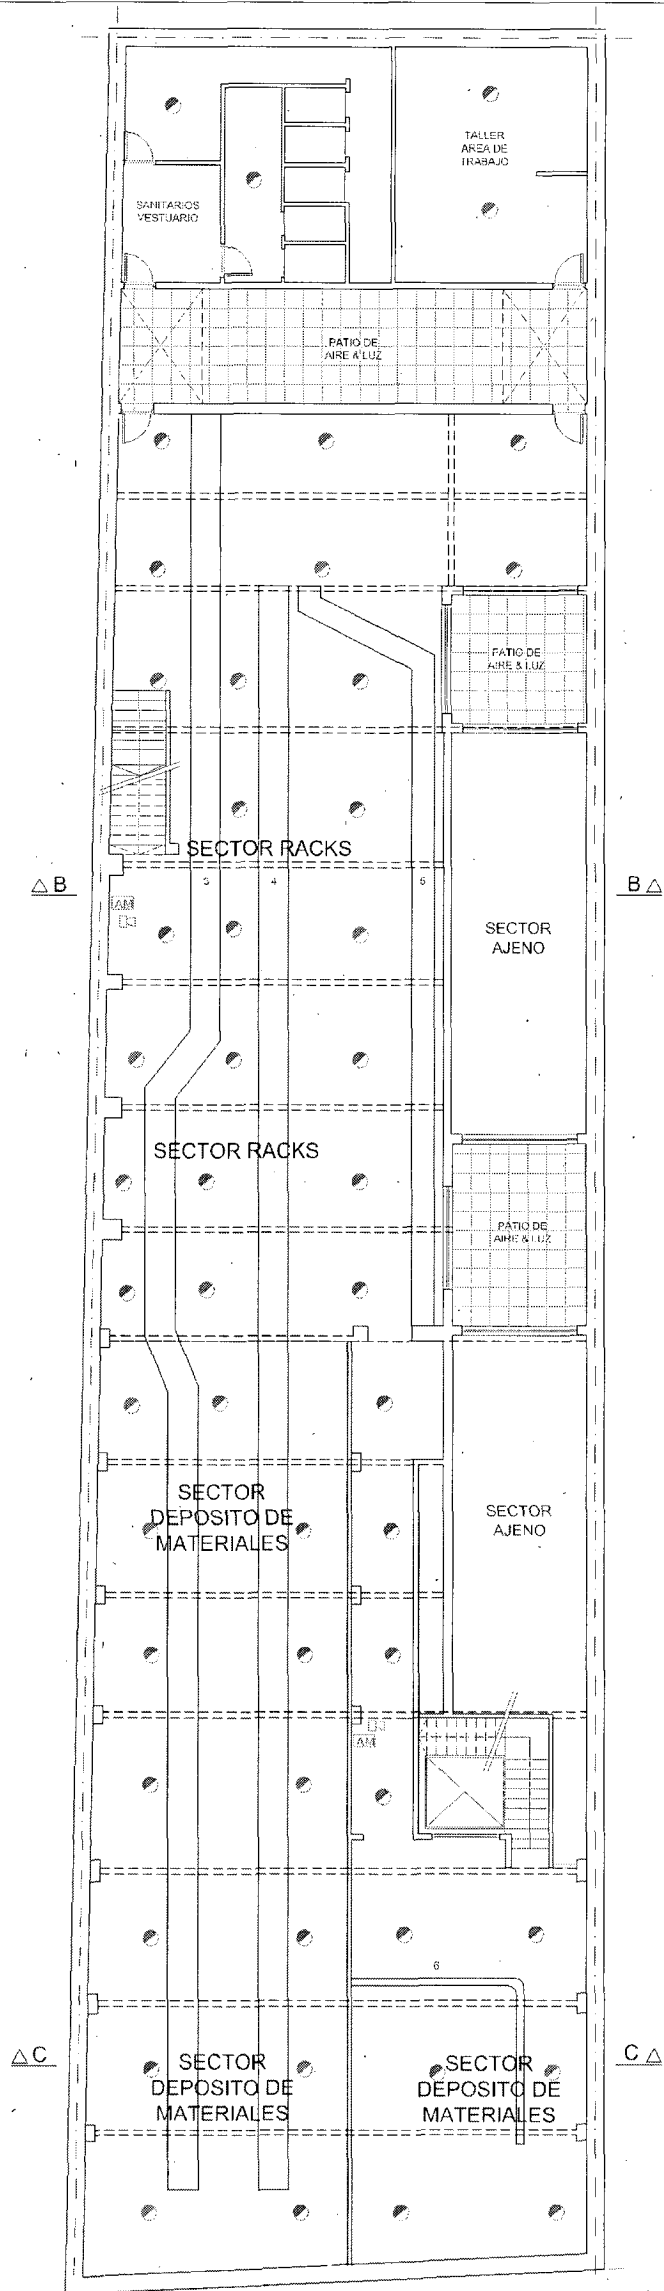 TALLER
AREA DE
TRABAJO
SANITARIOS
VESTUARIO
PATIO DE
AIRE & LUZ
PATIO DE
AIRE & LUZ
SECTOR RACKS
3
4
5
B
B
AM
SECTOR
AJENO
SECTOR RACKS
PATIO DE
AIRE & LUZ
SECTOR
DEPOSITO DE
MATERIALES
SECTOR
AJENO
AM
6
C
C
SECTOR
DEPOSITO DE
MATERIALES
SECTOR
DEPOSITO DE
MATERIALES